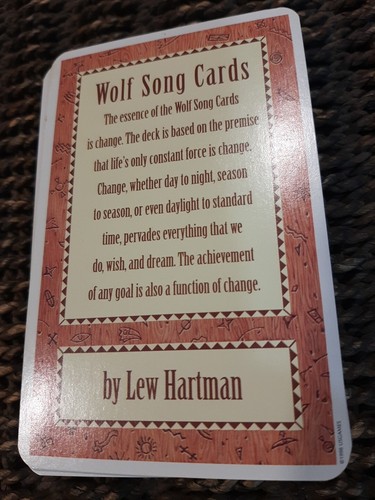 Wolf Song Cards
The essence of the Wolf Song Cards
is change. The deck is based on the premise
that life's only constant force is change.
Change, whether day to night, season
to season, or even daylight to standard
time, pervades everything that we
do, wish, and dream. The achievement
of any goal is also a function of change.
by Lew Hartman